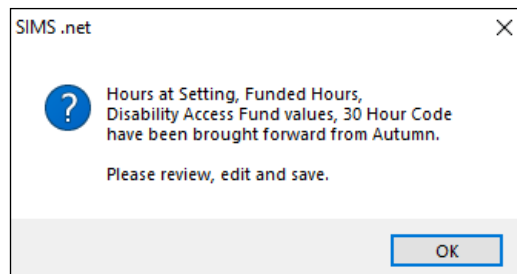 SIMS .net
Hours at Setting, Funded Hours,
Disability Access Fund values, 30 Hour Code
have been brought forward from Autumn.
Please review, edit and save.
OK